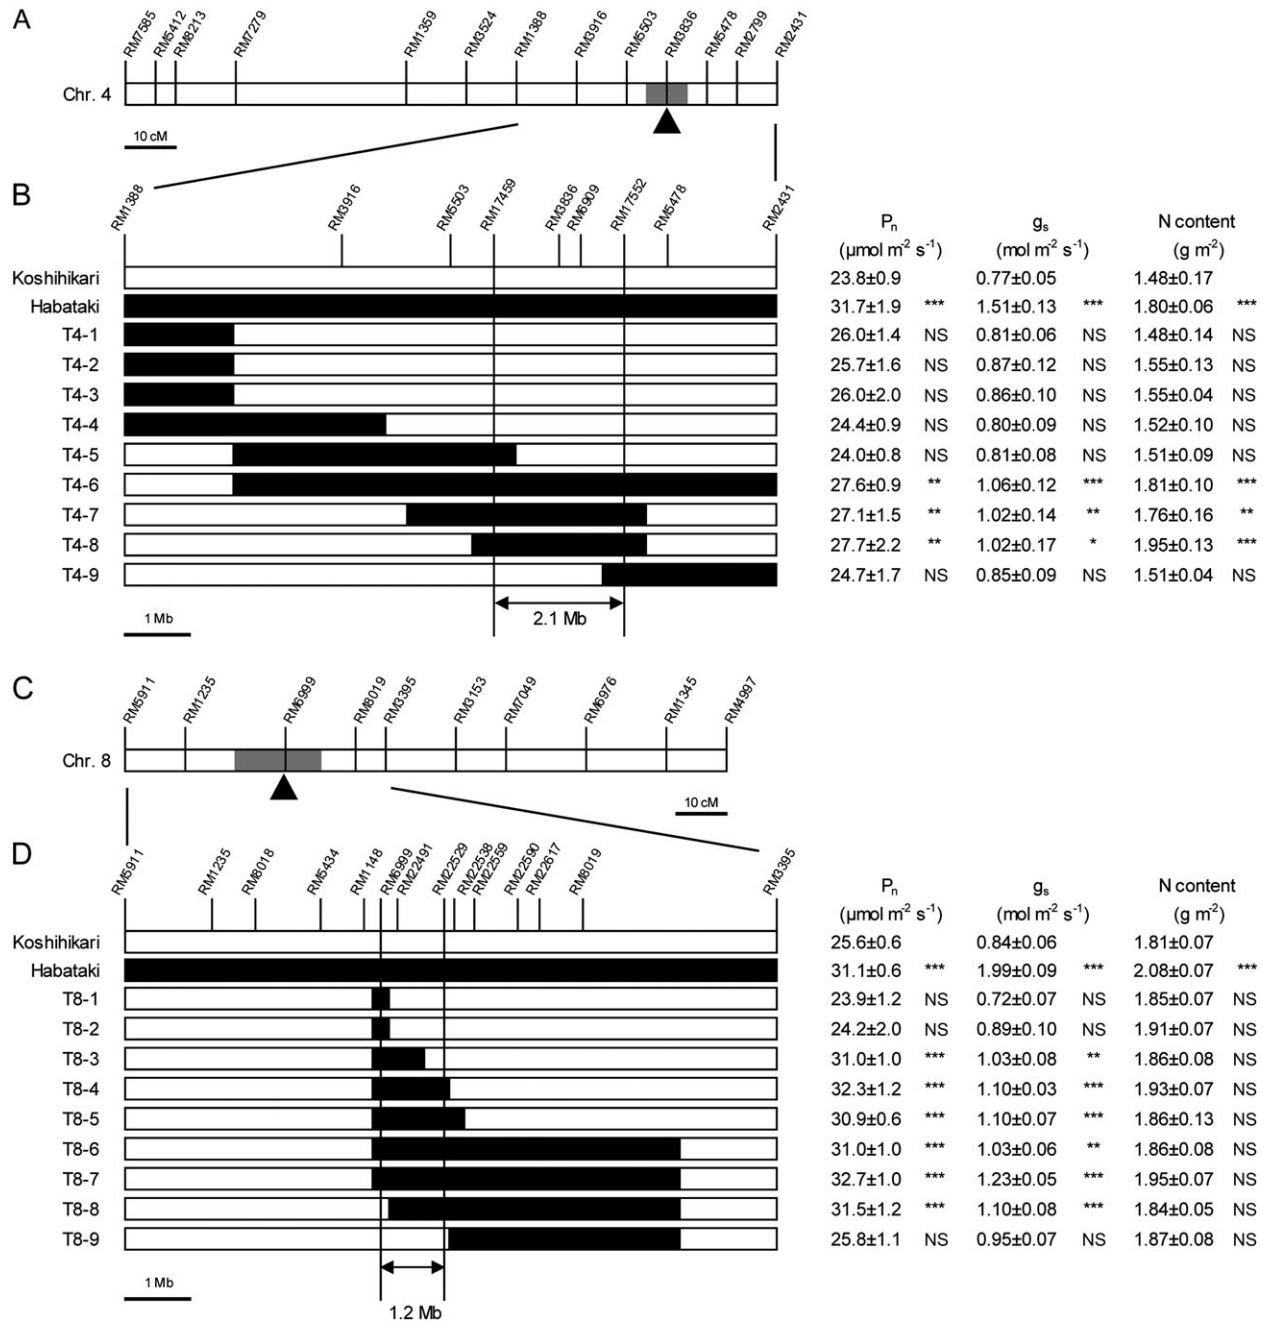 A
RM7585 RM5412 RM8213 RM7279 RM1359 RM3524 RM1388 RM3916 RM5503 RM3836 RM5478 RM2799 RM2431
Chr. 4
10 cM
B
RM1388 RM3916 RM5503 RM17459 RM3836 RM6909 RM17552 RM5478 RM2431
Pn gs N content
(µmol m-2 s-1) (mol m-2 s-1) (g m-2)
Koshihikari 23.8±0.9 0.77±0.05 1.48±0.17
Habataki 31.7±1.9 *** 1.51±0.13 *** 1.80±0.06 ***
T4-1 26.0±1.4 NS 0.81±0.06 NS 1.48±0.14 NS
T4-2 25.7±1.6 NS 0.87±0.12 NS 1.55±0.13 NS
T4-3 26.0±2.0 NS 0.86±0.10 NS 1.55±0.04 NS
T4-4 24.4±0.9 NS 0.80±0.09 NS 1.52±0.10 NS
T4-5 24.0±0.8 NS 0.81±0.08 NS 1.51±0.09 NS
T4-6 27.6±0.9 ** 1.06±0.12 *** 1.81±0.10 ***
T4-7 27.1±1.5 ** 1.02±0.14 ** 1.76±0.16 **
T4-8 27.7±2.2 ** 1.02±0.17 * 1.95±0.13 ***
T4-9 24.7±1.7 NS 0.85±0.09 NS 1.51±0.04 NS
1 Mb 2.1 Mb
C
RM5911 RM1235 RM6999 RM8019 RM3395 RM3153 RM7049 RM6976 RM1345 RM4997
Chr. 8
10 cM
D
RM5911 RM1235 RM8018 RM5434 RM1148 RM6999 RM22491 RM22529 RM22538 RM22559 RM22590 RM22617 RM8019 RM3395
Pn gs N content
(µmol m-2 s-1) (mol m-2 s-1) (g m-2)
Koshihikari 25.6±0.6 0.84±0.06 1.81±0.07
Habataki 31.1±0.6 *** 1.99±0.09 *** 2.08±0.07 ***
T8-1 23.9±1.2 NS 0.72±0.07 NS 1.85±0.07 NS
T8-2 24.2±2.0 NS 0.89±0.10 NS 1.91±0.07 NS
T8-3 31.0±1.0 *** 1.03±0.08 ** 1.86±0.08 NS
T8-4 32.3±1.2 *** 1.10±0.03 *** 1.93±0.07 NS
T8-5 30.9±0.6 *** 1.10±0.07 *** 1.86±0.13 NS
T8-6 31.0±1.0 *** 1.03±0.06 ** 1.86±0.08 NS
T8-7 32.7±1.0 *** 1.23±0.05 *** 1.95±0.07 NS
T8-8 31.5±1.2 *** 1.10±0.08 *** 1.84±0.05 NS
T8-9 25.8±1.1 NS 0.95±0.07 NS 1.87±0.08 NS
1 Mb 1.2 Mb